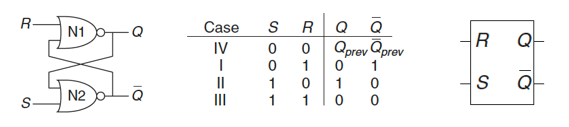 R N1 Q
S N2 Q̅
Case S R Q Q̅
IV 0 0 Qprev Q̅prev
I 0 1 0 1
II 1 0 1 0
III 1 1 0 0
R Q
S Q̅